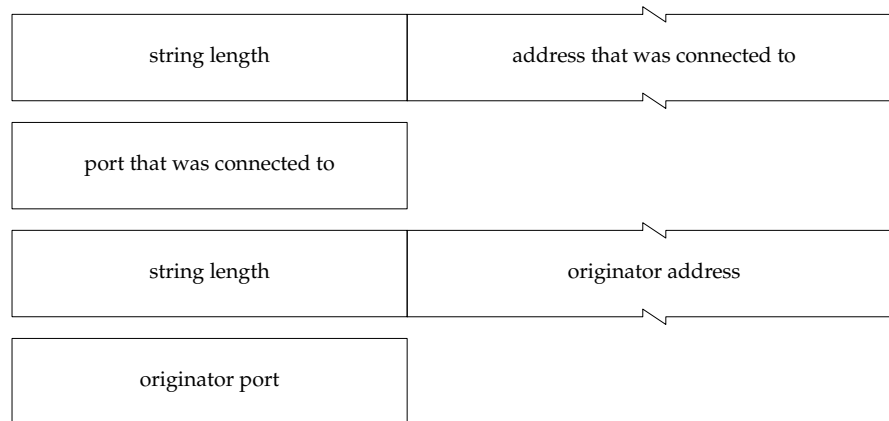 string length
address that was connected to
port that was connected to
string length
originator address
originator port